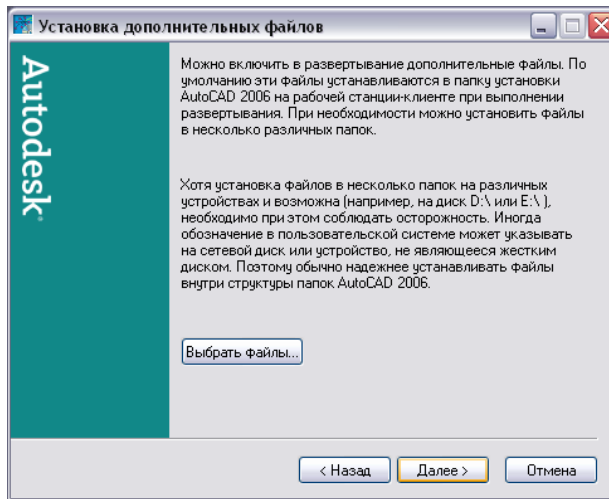 Установка дополнительных файлов
Autodesk
Можно включить в развертывание дополнительные файлы. По
умолчанию эти файлы устанавливаются в папку установки
AutoCAD 2006 на рабочей станции-клиенте при выполнении
развертывания. При необходимости можно установить файлы
в несколько различных папок.
Хотя установка файлов в несколько папок на различных
устройствах и возможна (например, на диск D:\ или E:\ ),
необходимо при этом соблюдать осторожность. Иногда
обозначение в пользовательской системе может указывать
на сетевой диск или устройство, не являющееся жестким
диском. Поэтому обычно надежнее устанавливать файлы
внутри структуры папок AutoCAD 2006.
Выбрать файлы...
< Назад Далее > Отмена